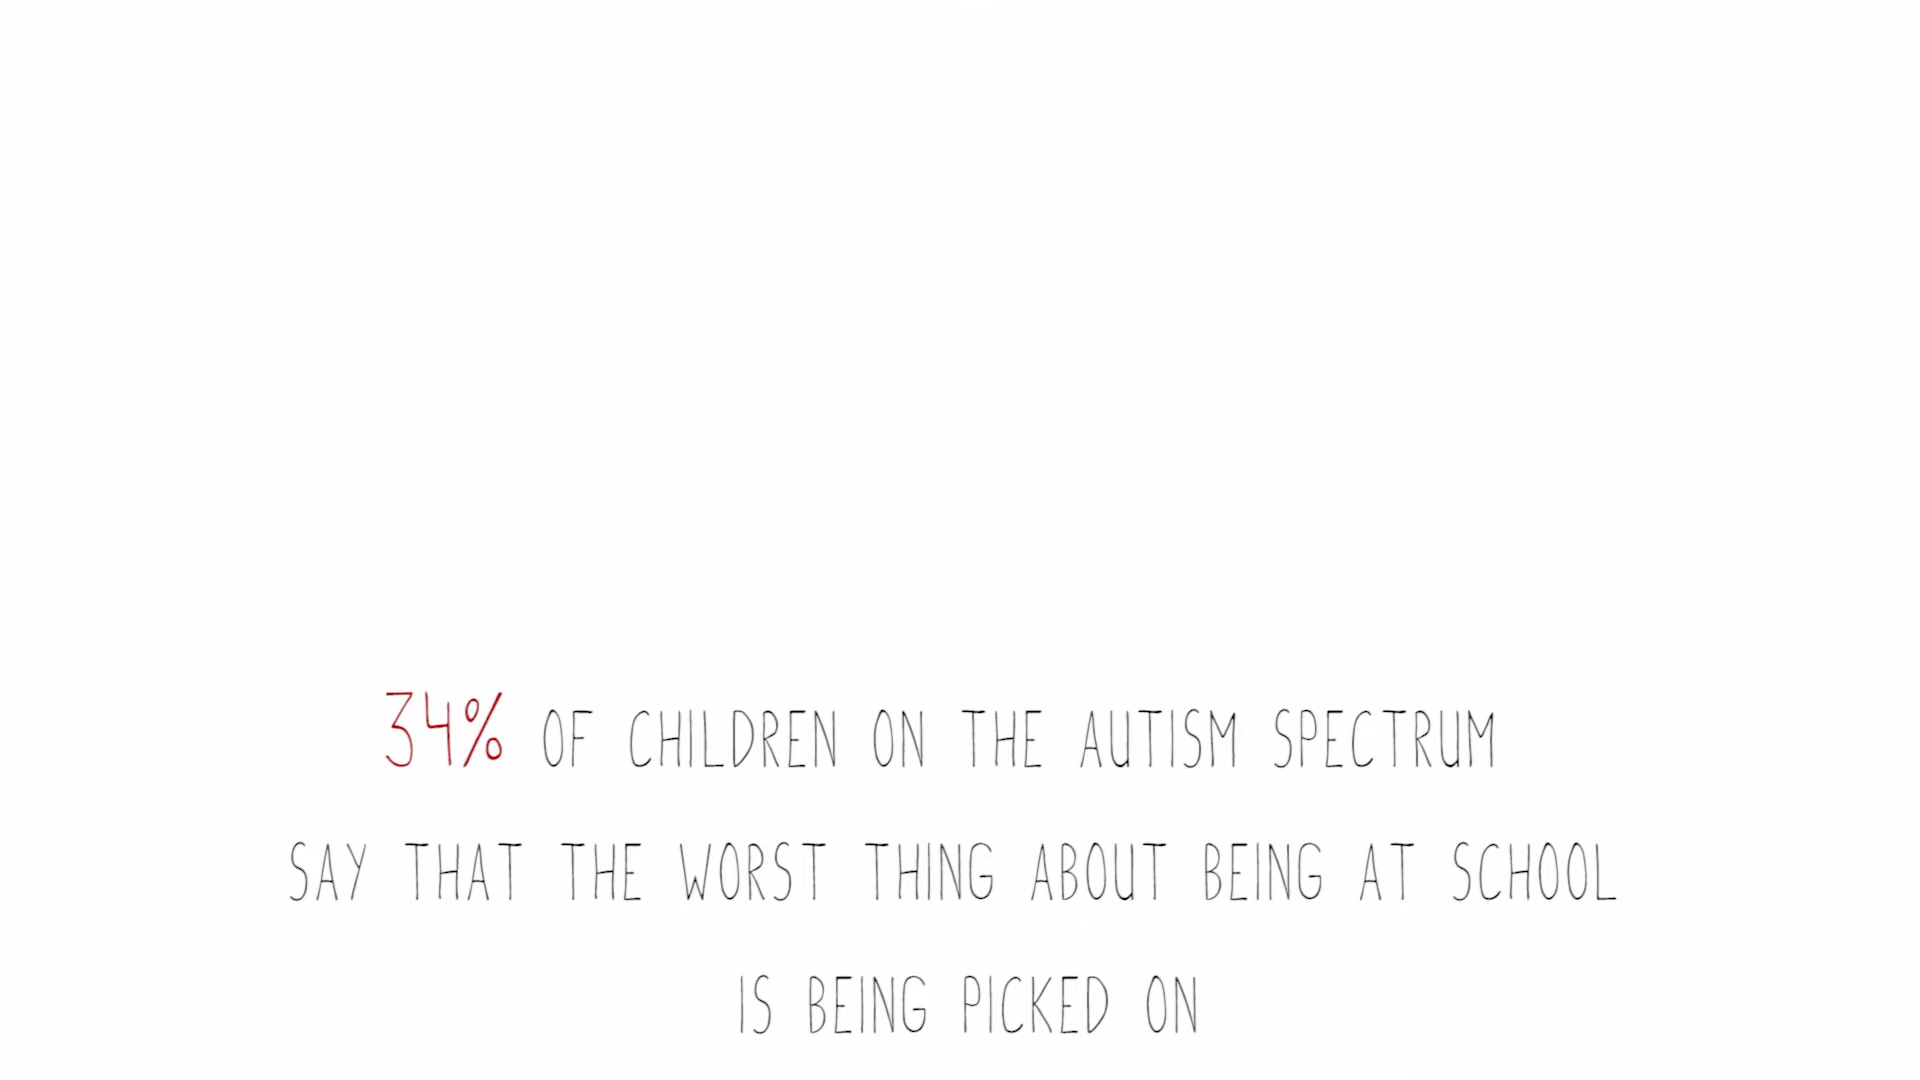 34% OF CHILDREN ON THE AUTISM SPECTRUM
SAY THAT THE WORST THING ABOUT BEING AT SCHOOL
IS BEING PICKED ON